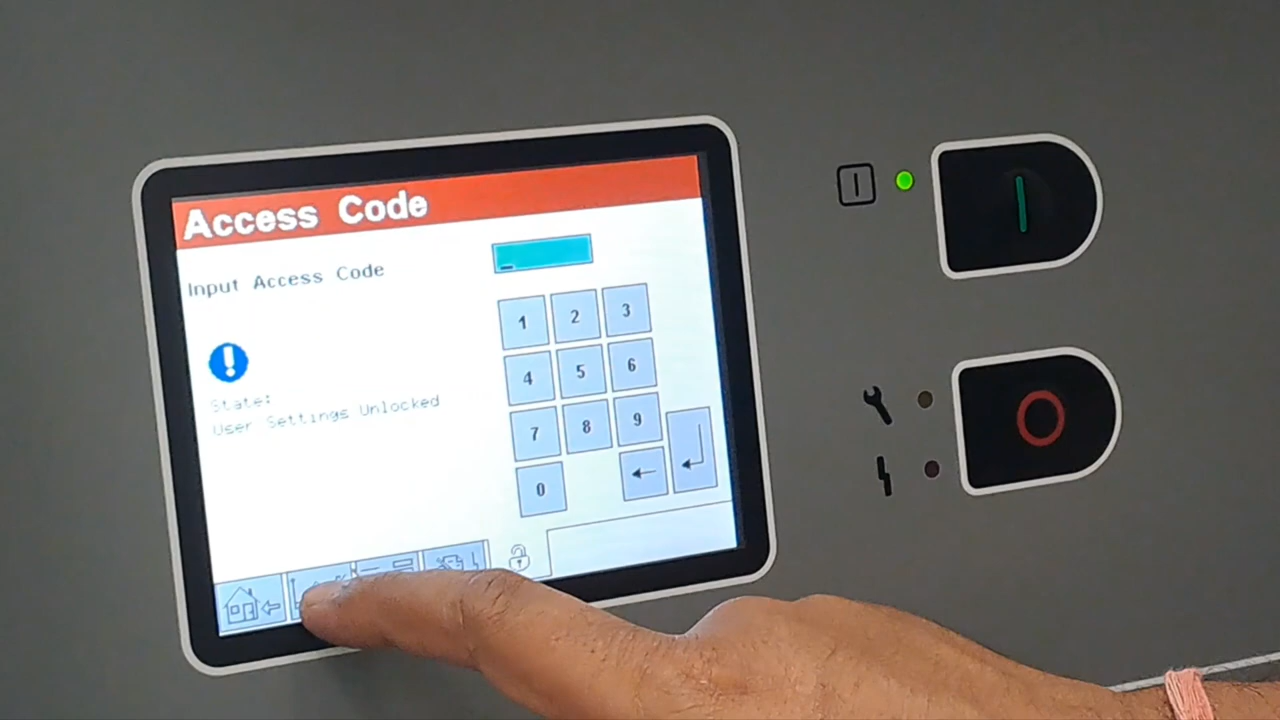 Access Code
Input Access Code
1 2 3
4 5 6
7 8 9
0
State:
User Settings Unlocked